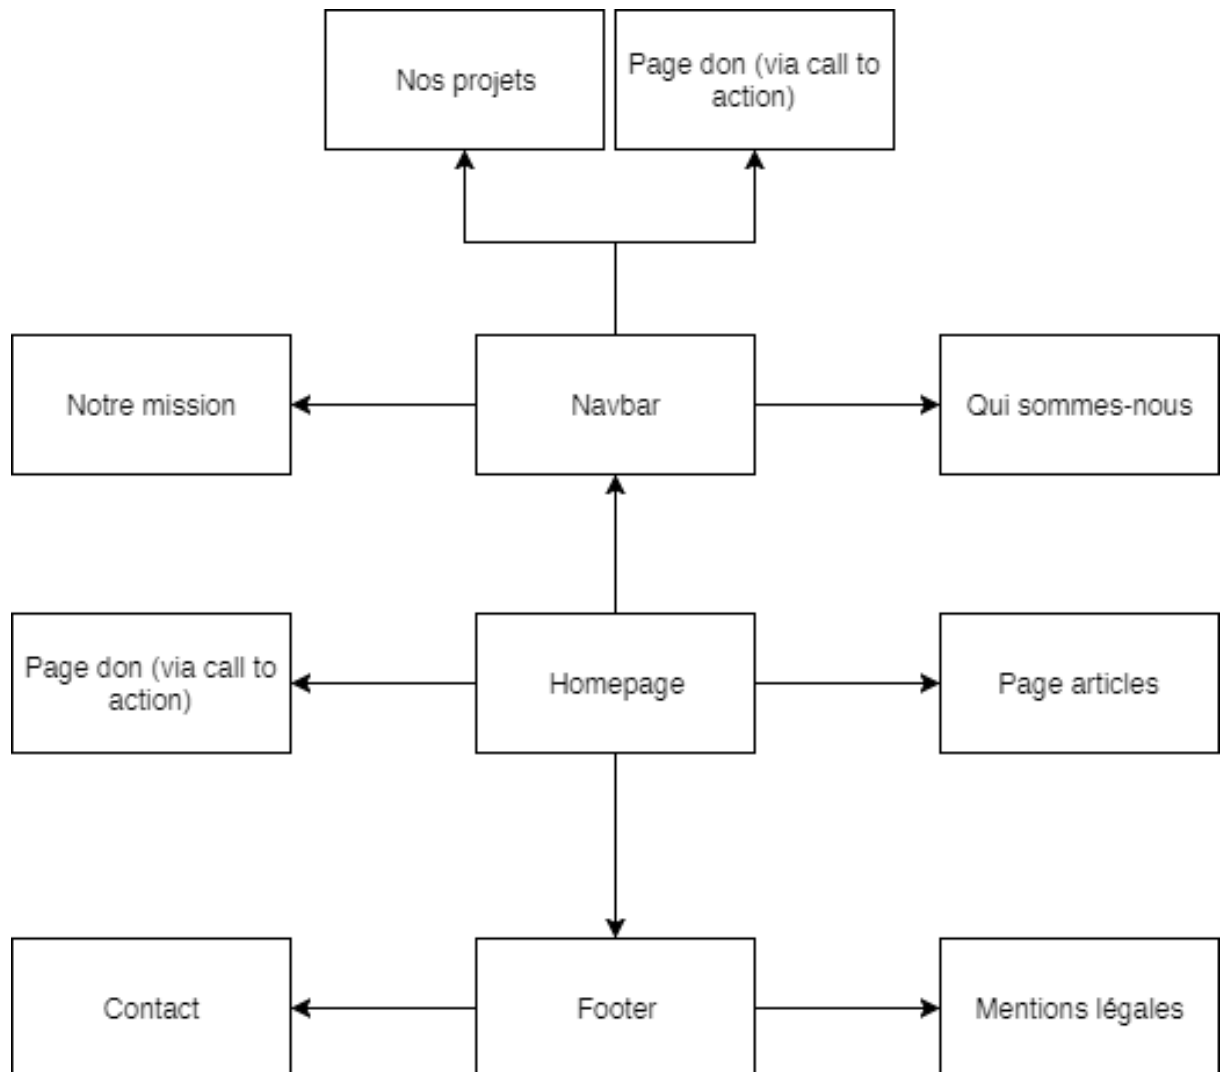 Nos projets
Page don (via call to
action)
Notre mission
Navbar
Qui sommes-nous
Page don (via call to
action)
Homepage
Page articles
Contact
Footer
Mentions légales